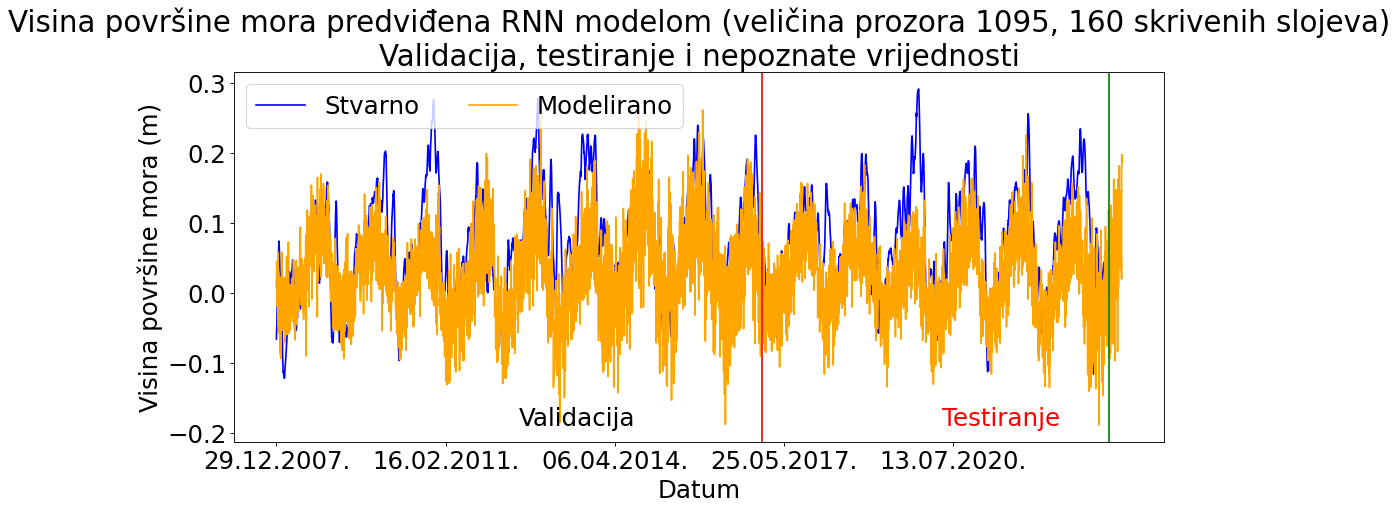 Visina površine mora predviđena RNN modelom (veličina prozora 1095, 160 skrivenih slojeva)
Validacija, testiranje i nepoznate vrijednosti
Stvarno
Modelirano
Visina površine mora (m)
0.3
0.2
0.1
0.0
−0.1
−0.2
Validacija
Testiranje
29.12.2007.
16.02.2011.
06.04.2014.
25.05.2017.
13.07.2020.
Datum